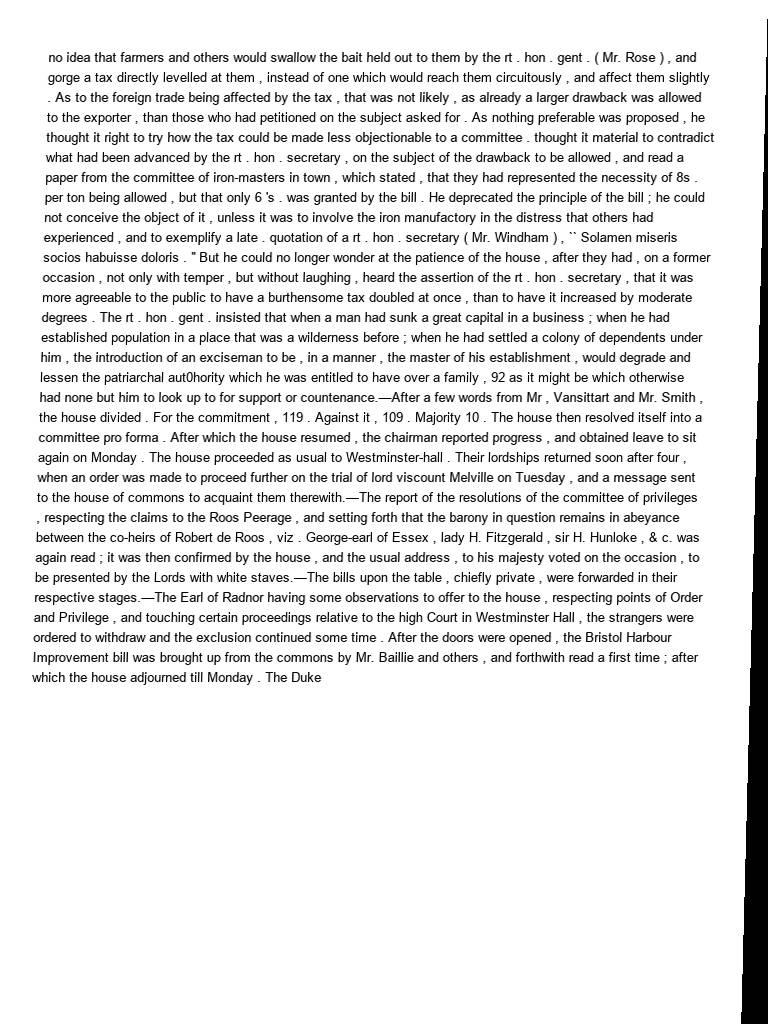 no idea that farmers and others would swallow the bait held out to them by the rt . hon . gent . ( Mr. Rose ) , and
gorge a tax directly levelled at them , instead of one which would reach them circuitously , and affect them slightly
. As to the foreign trade being affected by the tax , that was not likely , as already a larger drawback was allowed
to the exporter , than those who had petitioned on the subject asked for . As nothing preferable was proposed , he
thought it right to try how the tax could be made less objectionable to a committee . thought it material to contradict
what had been advanced by the rt . hon . secretary , on the subject of the drawback to be allowed , and read a
paper from the committee of iron-masters in town , which stated , that they had represented the necessity of 8s .
per ton being allowed , but that only 6 's . was granted by the bill . He deprecated the principle of the bill ; he could
not conceive the object of it , unless it was to involve the iron manufactory in the distress that others had
experienced , and to exemplify a late . quotation of a rt . hon . secretary ( Mr. Windham ) , `` Solamen miseris
socios habuisse doloris . '' But he could no longer wonder at the patience of the house , after they had , on a former
occasion , not only with temper , but without laughing , heard the assertion of the rt . hon . secretary , that it was
more agreeable to the public to have a burthensome tax doubled at once , than to have it increased by moderate
degrees . The rt . hon . gent . insisted that when a man had sunk a great capital in a business ; when he had
established population in a place that was a wilderness before ; when he had settled a colony of dependents under
him , the introduction of an exciseman to be , in a manner , the master of his establishment , would degrade and
lessen the patriarchal aut0hority which he was entitled to have over a family , 92 as it might be which otherwise
had none but him to look up to for support or countenance.—After a few words from Mr , Vansittart and Mr. Smith ,
the house divided . For the commitment , 119 . Against it , 109 . Majority 10 . The house then resolved itself into a
committee pro forma . After which the house resumed , the chairman reported progress , and obtained leave to sit
again on Monday . The house proceeded as usual to Westminster-hall . Their lordships returned soon after four ,
when an order was made to proceed further on the trial of lord viscount Melville on Tuesday , and a message sent
to the house of commons to acquaint them therewith.—The report of the resolutions of the committee of privileges
, respecting the claims to the Roos Peerage , and setting forth that the barony in question remains in abeyance
between the co-heirs of Robert de Roos , viz . George-earl of Essex , lady H. Fitzgerald , sir H. Hunloke , & c. was
again read ; it was then confirmed by the house , and the usual address , to his majesty voted on the occasion , to
be presented by the Lords with white staves.—The bills upon the table , chiefly private , were forwarded in their
respective stages.—The Earl of Radnor having some observations to offer to the house , respecting points of Order
and Privilege , and touching certain proceedings relative to the high Court in Westminster Hall , the strangers were
ordered to withdraw and the exclusion continued some time . After the doors were opened , the Bristol Harbour
Improvement bill was brought up from the commons by Mr. Baillie and others , and forthwith read a first time ; after
which the house adjourned till Monday . The Duke